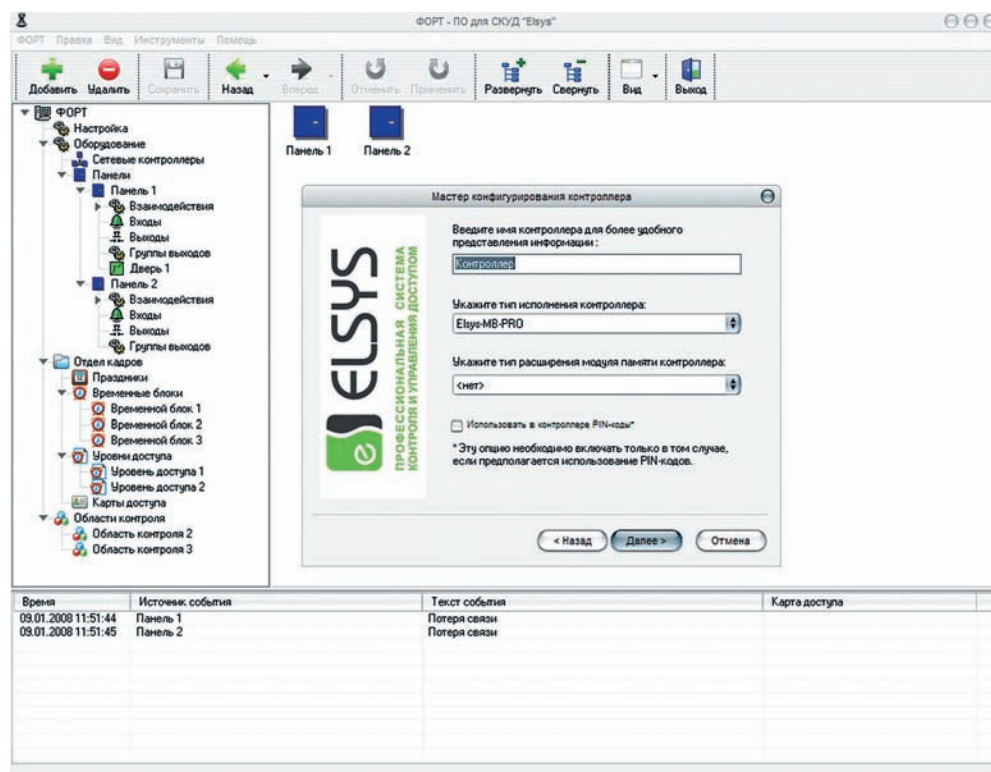 ФОРТ - ПО для СКУД "Elsys"
ФОРТ Правка Вид Инструменты Помощь
Добавить Удалить Сохранить Назад Вперед Отменить Применить Развернуть Свернуть Вид Выход
ФОРТ
Настройка
Оборудование
Сетевые контроллеры
Панели
Панель 1
Взаимодействия
Входы
Выходы
Группы выходов
Дверь 1
Панель 2
Взаимодействия
Входы
Выходы
Группы выходов
Отдел кадров
Праздники
Временные блоки
Временной блок 1
Временной блок 2
Временной блок 3
Уровни доступа
Уровень доступа 1
Уровень доступа 2
Карты доступа
Области контроля
Область контроля 2
Область контроля 3
Панель 1 Панель 2
Мастер конфигурирования контроллера
ELSYS
ПРОФЕССИОНАЛЬНАЯ СИСТЕМА
КОНТРОЛЯ И УПРАВЛЕНИЯ ДОСТУПОМ
Введите имя контроллера для более удобного
представления информации :
Контроллер
Укажите тип исполнения контроллера:
Elsys-MB-PRO
Укажите тип расширения модуля памяти контроллера:
<нет>
Использовать в контроллере PIN-коды*
* Эту опцию необходимо включать только в том случае,
если предполагается использование PIN-кодов.
< Назад Далее > Отмена
Время Источник события Текст события Карта доступа
09.01.2008 11:51:44 Панель 1 Потеря связи
09.01.2008 11:51:45 Панель 2 Потеря связи